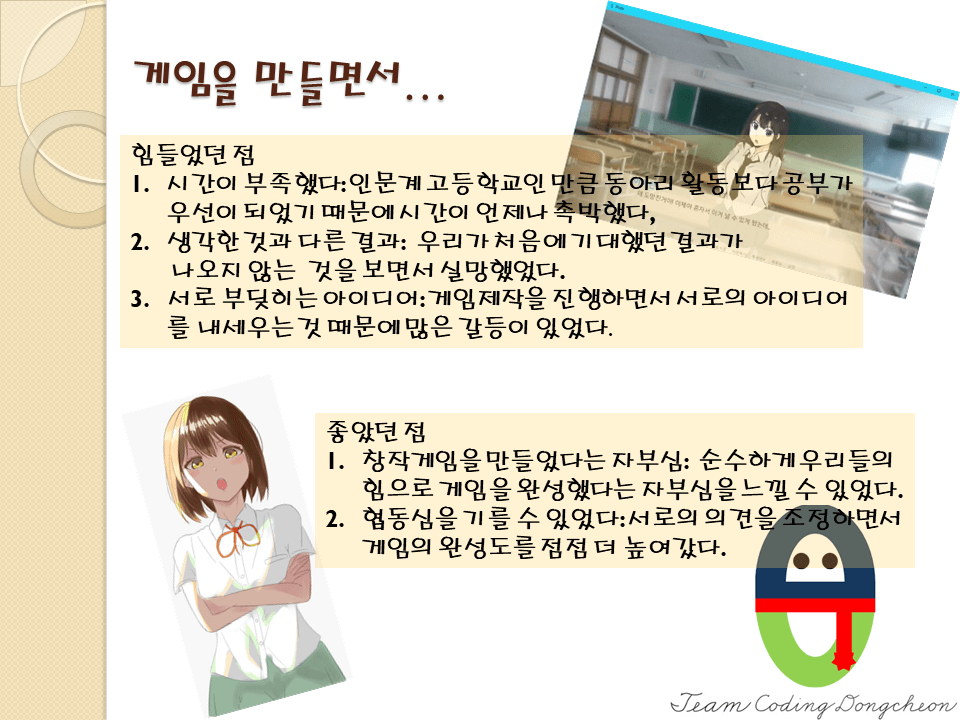 게임을 만들면서…
힘들었던 점
1. 시간이 부족했다:인문계 고등학교인 만큼 동아리 활동보다 공부가
우선이 되었기 때문에 시간이 언제나 촉박했다,
2. 생각한 것과 다른 결과: 우리가 처음에 기대했던 결과가
나오지 않는 것을 보면서 실망했었다.
3. 서로 부딪히는 아이디어:게임제작을 진행하면서 서로의 아이디어
를 내세우는 것 때문에 많은 갈등이 있었다.
좋았던 점
1. 창작게임을 만들었다는 자부심: 순수하게 우리들의
힘으로 게임을 완성했다는 자부심을 느낄 수 있었다.
2. 협동심을 기를 수 있었다:서로의 의견을 조정하면서
게임의 완성도를 점점 더 높여갔다.
Team Coding Dongcheon